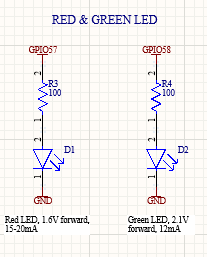 RED & GREEN LED
GPIO57 GPIO58
2 2
R3 R4
100 100
1 1
2 2
D1 D2
1 1
GND GND
Red LED, 1.6V forward,
15-20mA
Green LED, 2.1V
forward, 12mA